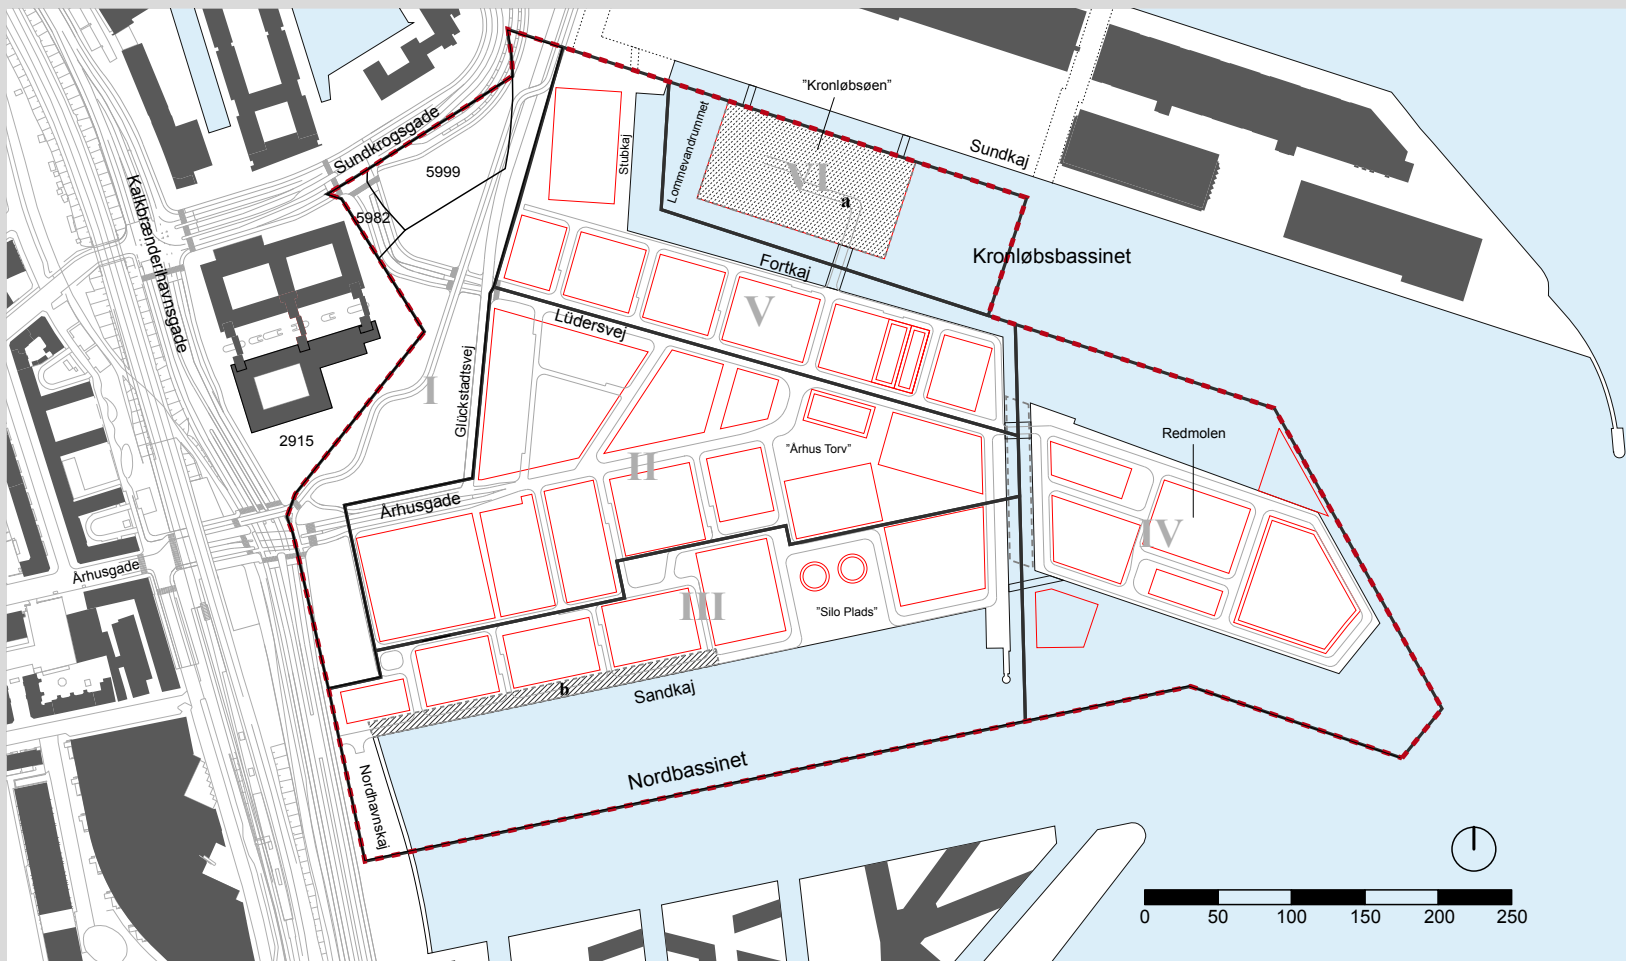 "Kronløbsøen"
Sundkrogsgade
Lommevandrummet
Stubkaj
Sundkaj
5999
VI
a
Kalkbrænderihavnsgade
5982
Kronløbsbassinet
Fortkaj
V
Lüdersvej
Glückstadtsvej
I
2915
Redmolen
"Århus Torv"
II
Århusgade
IV
Århusgade
III
"Silo Plads"
b
Sandkaj
Nordbassinet
Nordhavnskaj
0 50 100 150 200 250